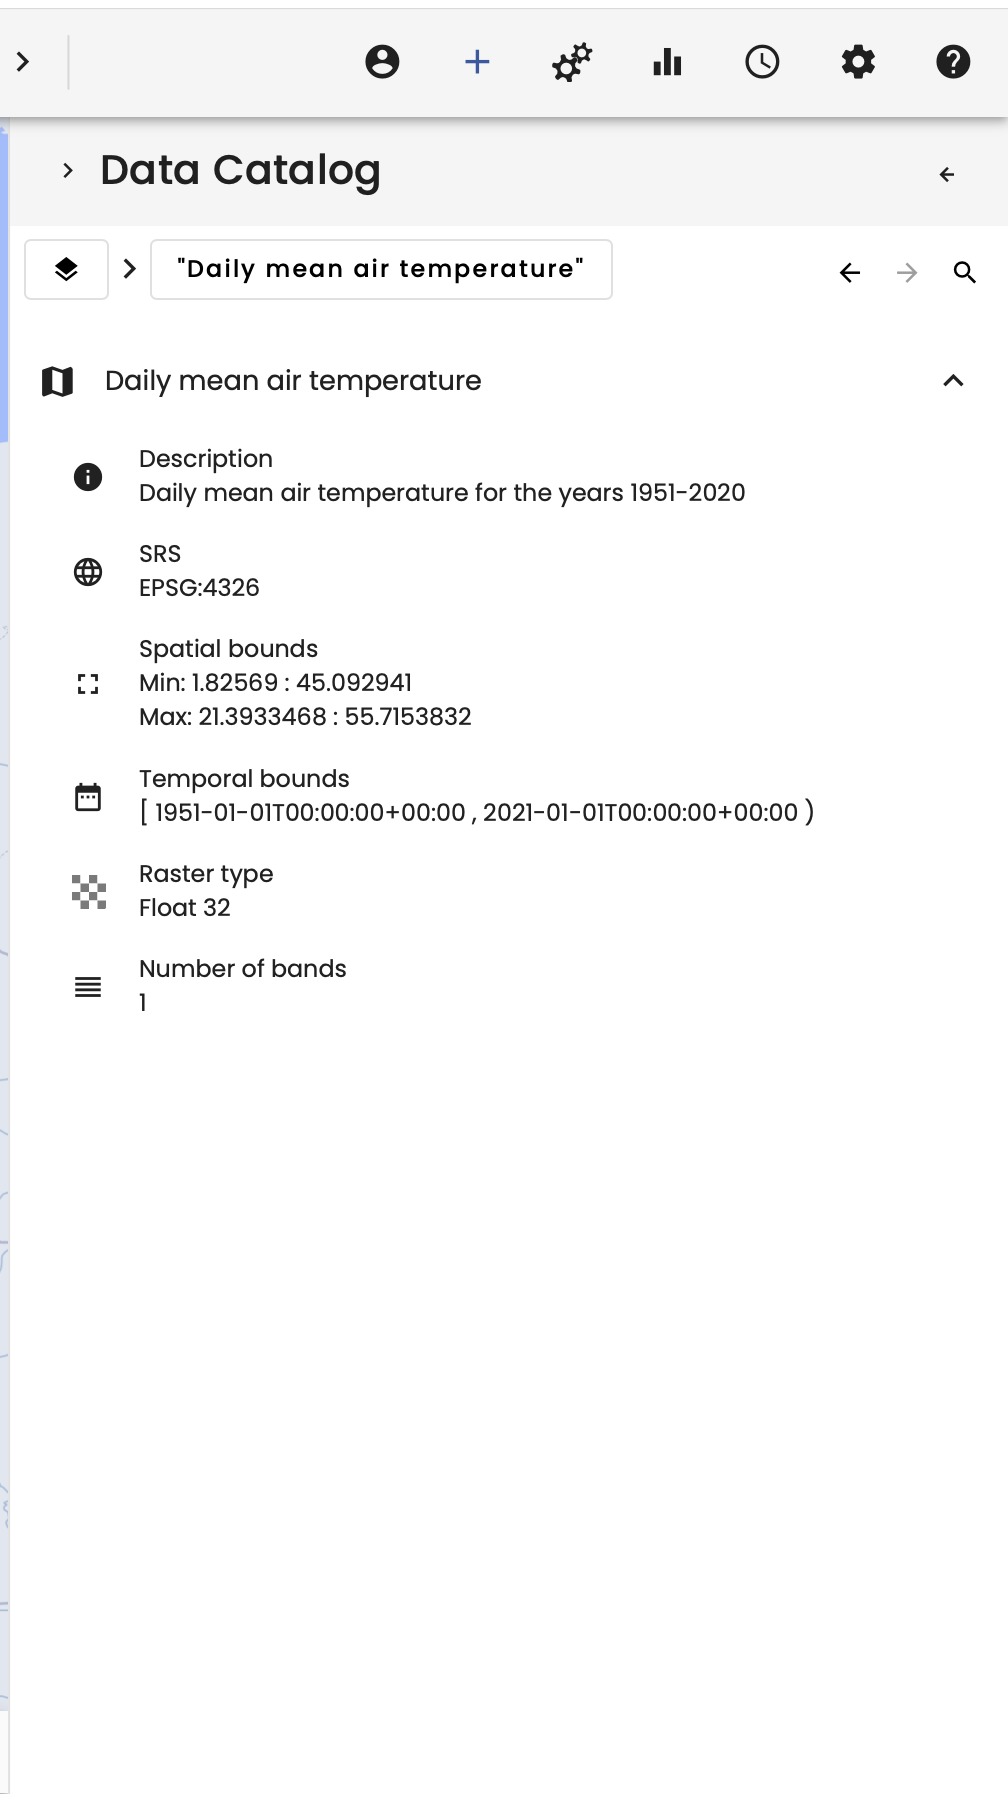 Data Catalog
"Daily mean air temperature"
Daily mean air temperature
Description
Daily mean air temperature for the years 1951-2020
SRS
EPSG:4326
Spatial bounds
Min: 1.82569 : 45.092941
Max: 21.3933468 : 55.7153832
Temporal bounds
[ 1951-01-01T00:00:00+00:00 , 2021-01-01T00:00:00+00:00 )
Raster type
Float 32
Number of bands
1